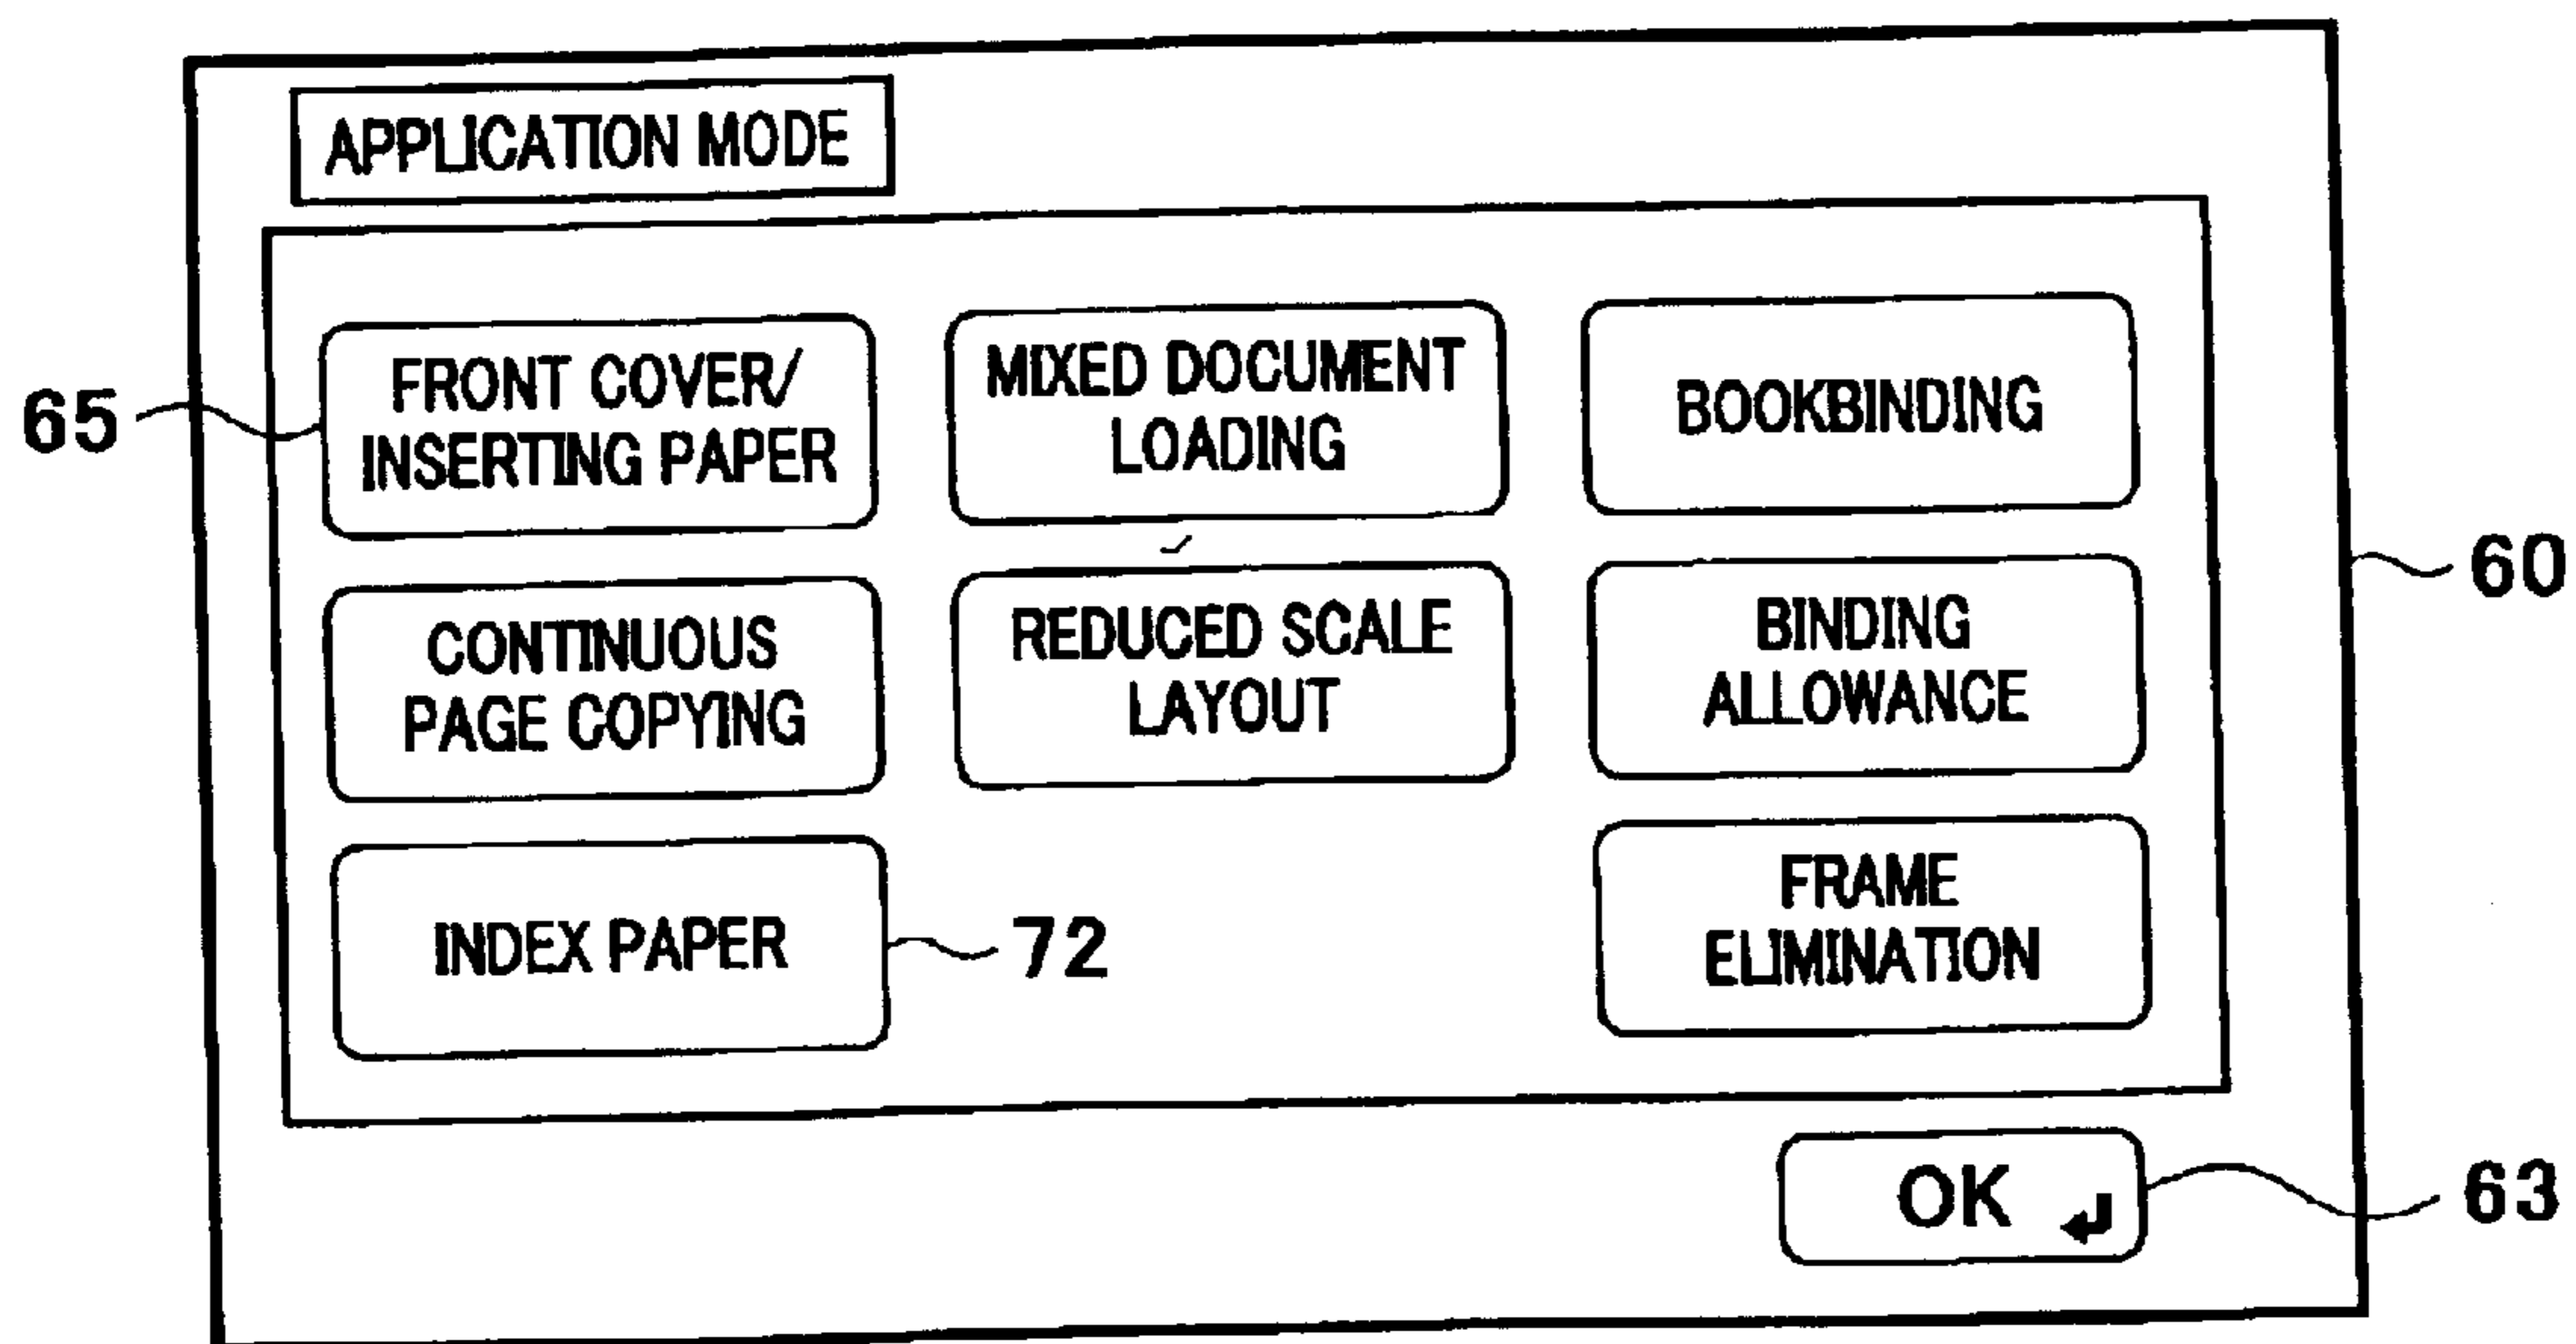 APPLICATION MODE
65
FRONT COVER/
INSERTING PAPER
MIXED DOCUMENT
LOADING
BOOKBINDING
60
CONTINUOUS
PAGE COPYING
REDUCED SCALE
LAYOUT
BINDING
ALLOWANCE
INDEX PAPER
72
FRAME
ELIMINATION
OK
63